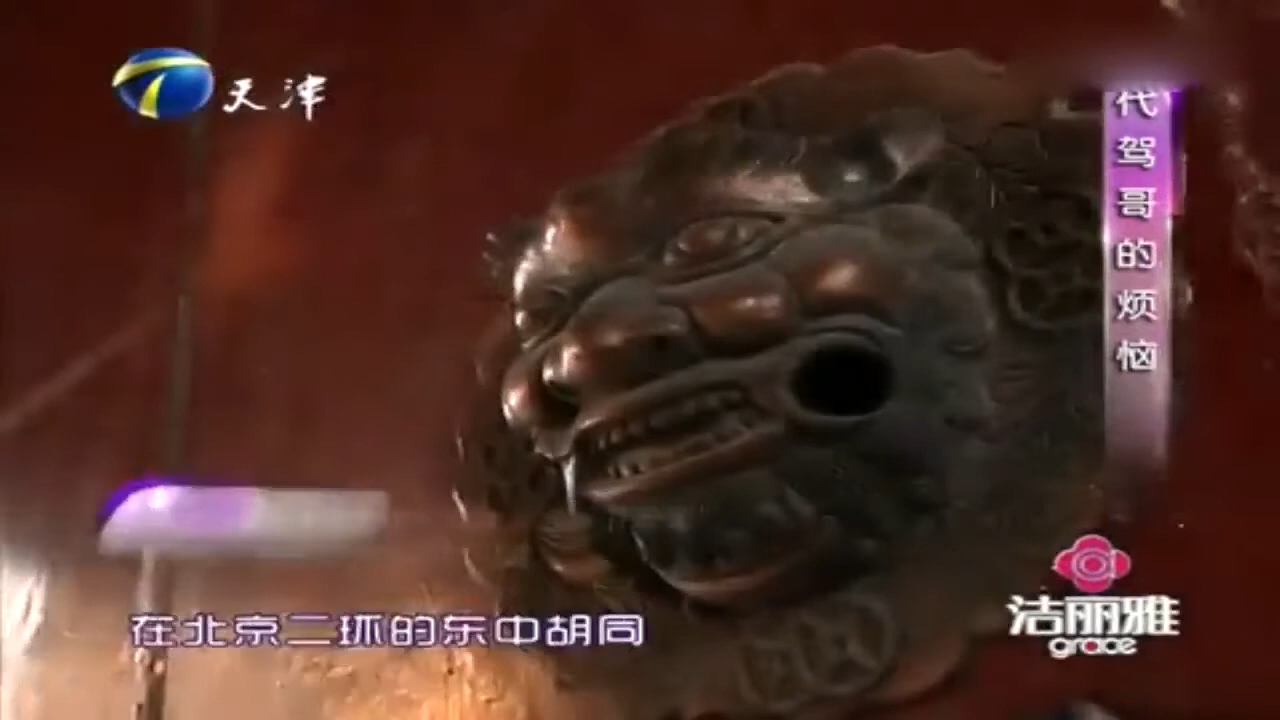 天津
代驾哥的烦恼
在北京二环的东中胡同
洁丽雅
grace